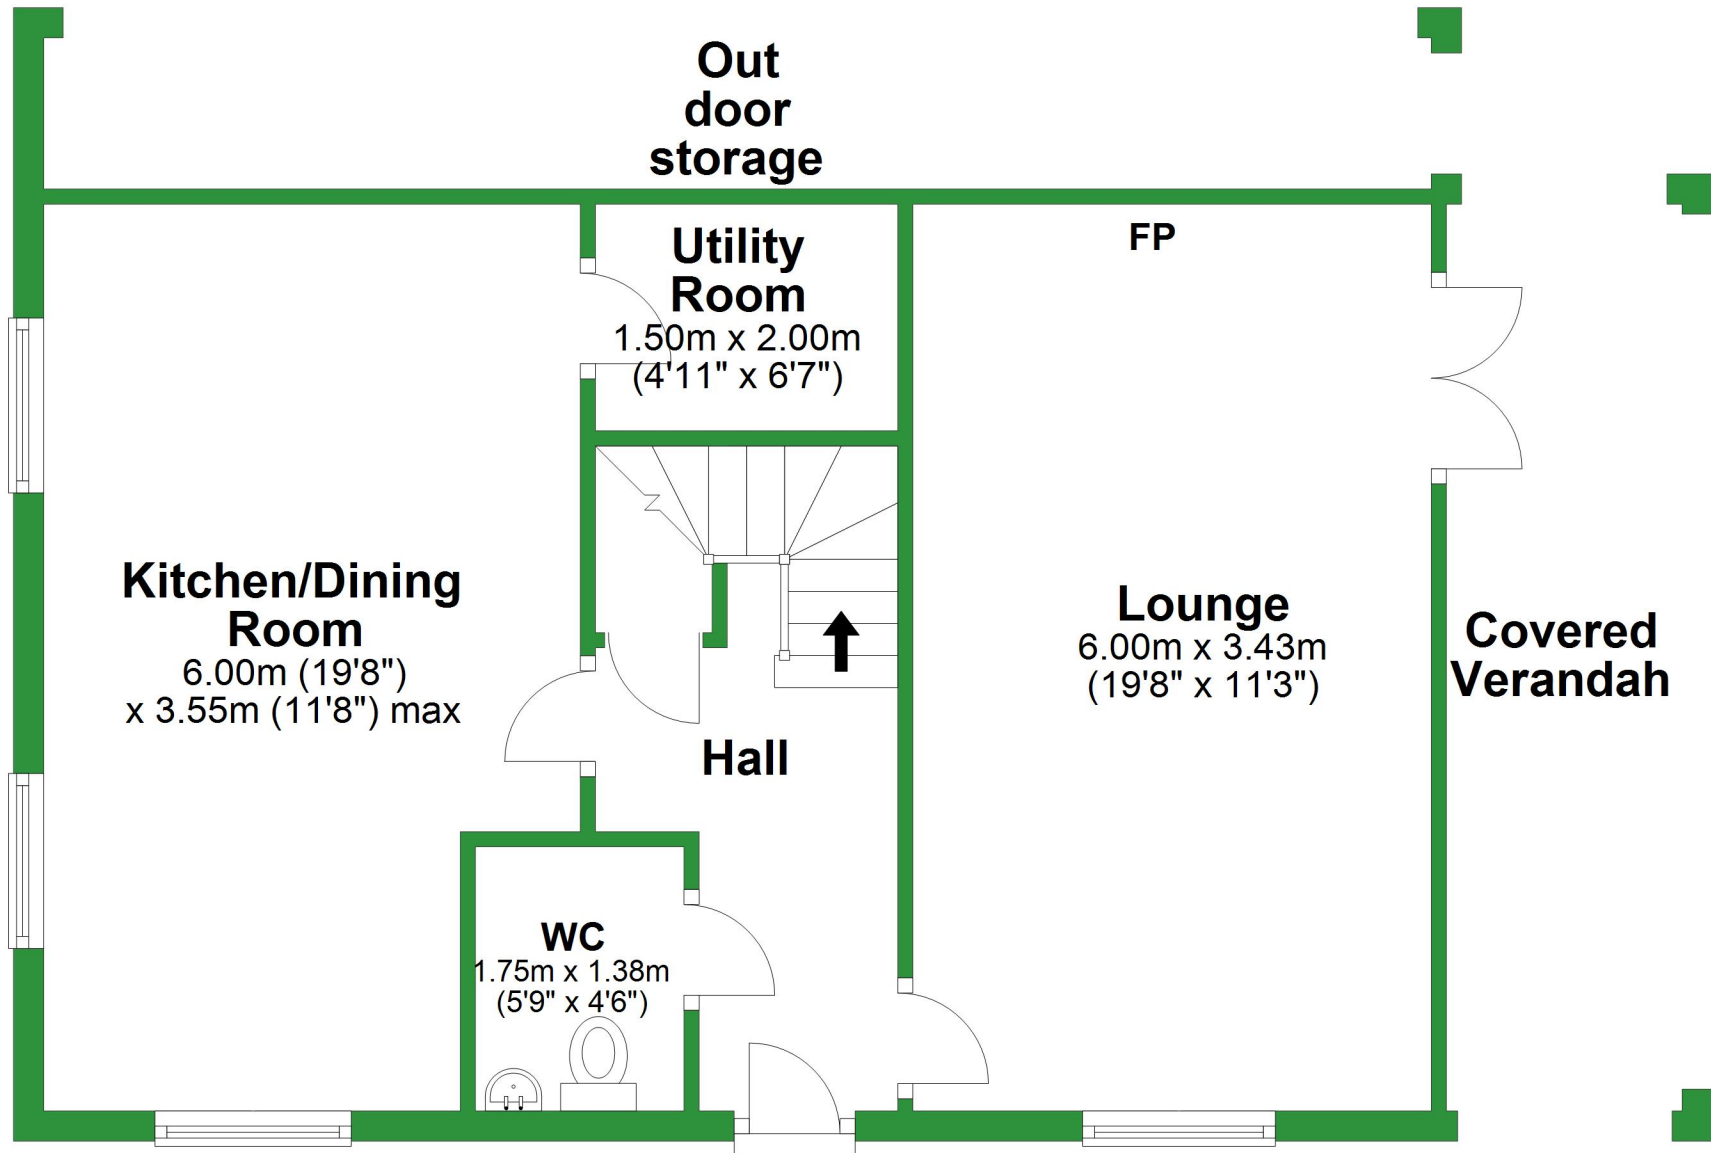 Out
door
storage
Utility
Room
1.50m x 2.00m
(4'11" x 6'7")
FP
Kitchen/Dining
Room
6.00m (19'8")
x 3.55m (11'8") max
Lounge
6.00m x 3.43m
(19'8" x 11'3")
Covered
Verandah
Hall
WC
1.75m x 1.38m
(5'9" x 4'6")